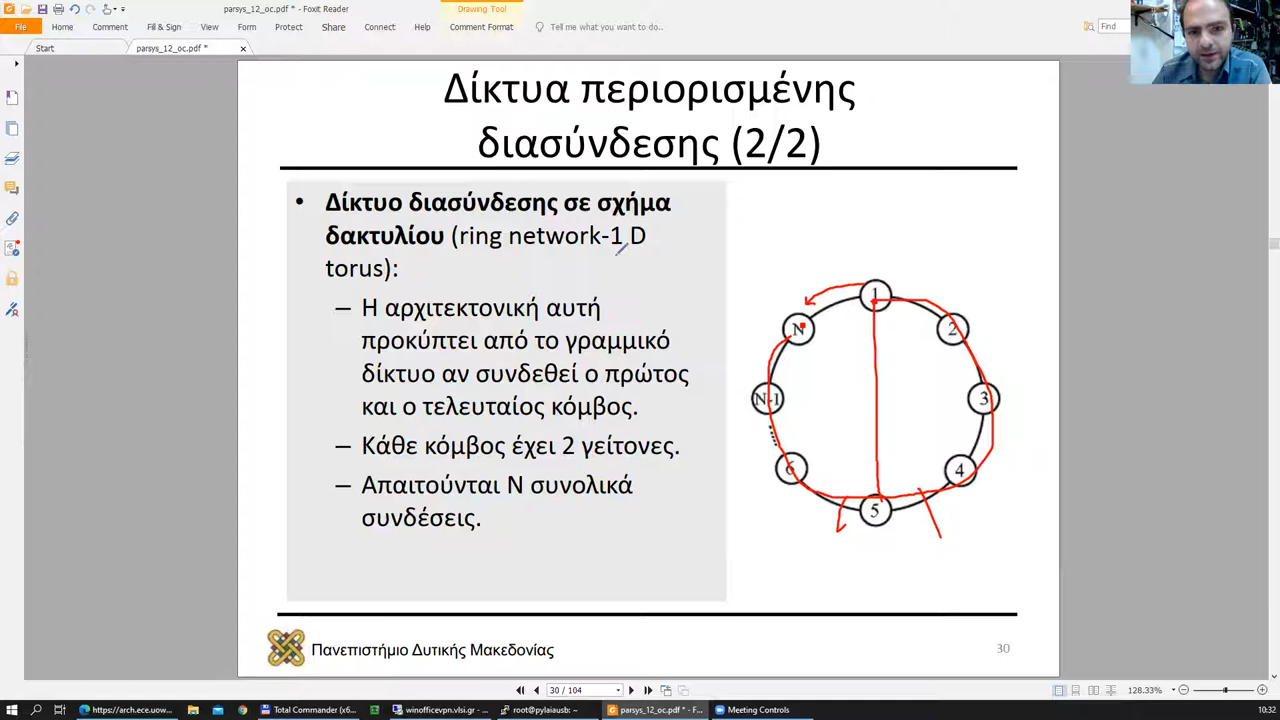 parsys_12_oc.pdf * - Foxit Reader
Drawing Tool
File
Home
Comment
Fill & Sign
View
Form
Protect
Share
Connect
Help
Comment Format
Tell me what you want to do..
Find
Start
parsys_12_oc.pdf *
Δίκτυα περιορισμένης
διασύνδεσης (2/2)
• Δίκτυο διασύνδεσης σε σχήμα
δακτυλίου (ring network-1 D
torus):
– Η αρχιτεκτονική αυτή
προκύπτει από το γραμμικό
δίκτυο αν συνδεθεί ο πρώτος
και ο τελευταίος κόμβος.
– Κάθε κόμβος έχει 2 γείτονες.
– Απαιτούνται Ν συνολικά
συνδέσεις.
1
2
3
4
5
6
N-1
N
Πανεπιστήμιο Δυτικής Μακεδονίας
30
30 / 104
128.33%
https://arch.ece.uow...
Total Commander (x6...
winofficevpn.vlsi.gr - ...
root@pylaiausb: ~
parsys_12_oc.pdf * - F...
Meeting Controls
10:32